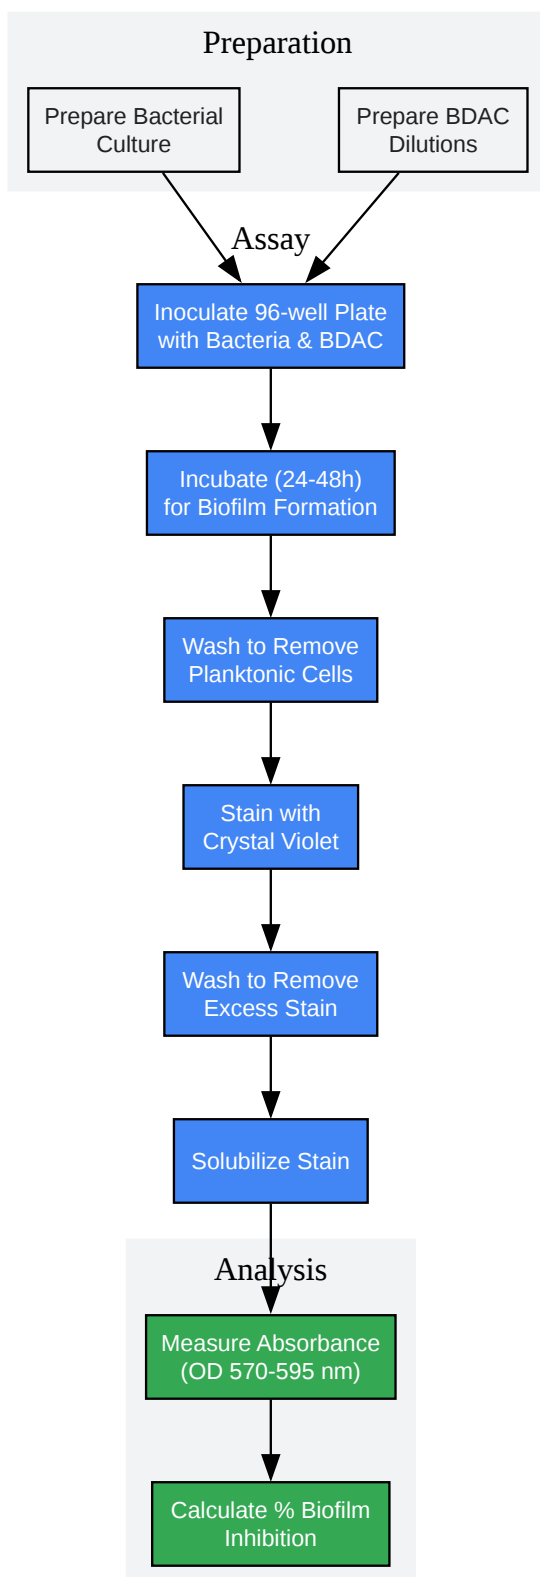 Preparation
Prepare Bacterial
Culture
Prepare BDAC
Dilutions
Assay
Inoculate 96-well Plate
with Bacteria & BDAC
Incubate (24-48h)
for Biofilm Formation
Wash to Remove
Planktonic Cells
Stain with
Crystal Violet
Wash to Remove
Excess Stain
Solubilize Stain
Analysis
Measure Absorbance
(OD 570-595 nm)
Calculate % Biofilm
Inhibition